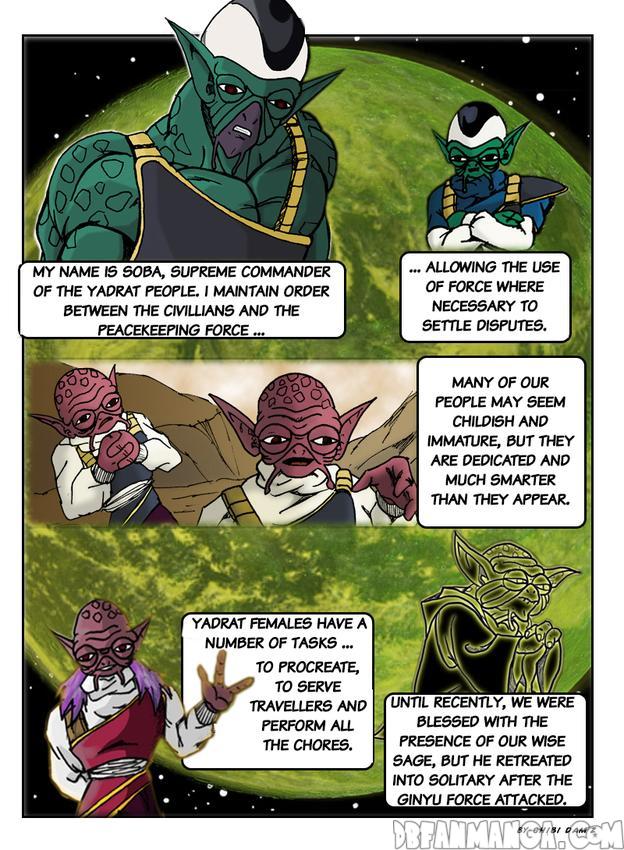 MY NAME IS SOBA, SUPREME COMMANDER
OF THE YADRAT PEOPLE. I MAINTAIN ORDER
BETWEEN THE CIVILLIANS AND THE
PEACEKEEPING FORCE ...
... ALLOWING THE USE
OF FORCE WHERE
NECESSARY TO
SETTLE DISPUTES.
MANY OF OUR
PEOPLE MAY SEEM
CHILDISH AND
IMMATURE, BUT THEY
ARE DEDICATED AND
MUCH SMARTER
THAN THEY APPEAR.
YADRAT FEMALES HAVE A
NUMBER OF TASKS ...
TO PROCREATE,
TO SERVE
TRAVELLERS AND
PERFORM ALL
THE CHORES.
UNTIL RECENTLY, WE WERE
BLESSED WITH THE
PRESENCE OF OUR WISE
SAGE, BUT HE RETREATED
INTO SOLITARY AFTER THE
GINYU FORCE ATTACKED.
BY CHIBI DAMZ
DBFANMANGA.COM